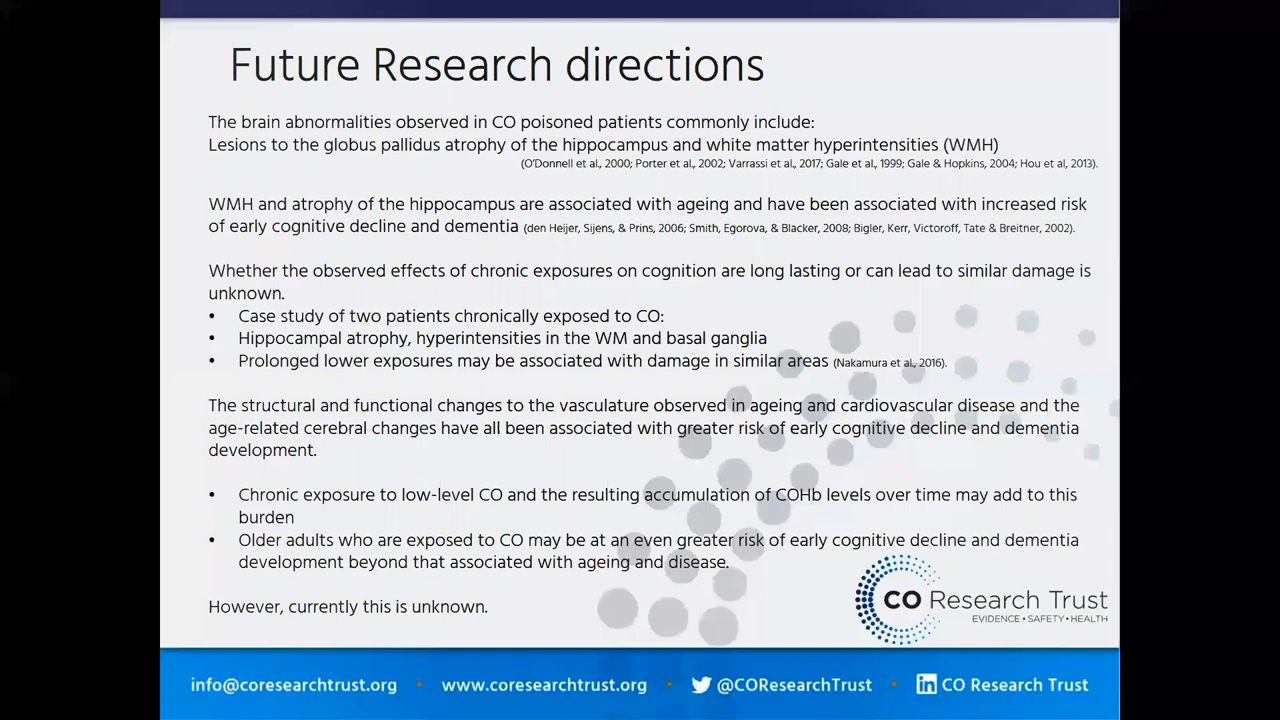 Future Research directions
The brain abnormalities observed in CO poisoned patients commonly include:
Lesions to the globus pallidus atrophy of the hippocampus and white matter hyperintensities (WMH)
(O'Donnell et al., 2000; Porter et al., 2002; Varrassi et al., 2017; Gale et al., 1999; Gale & Hopkins, 2004; Hou et al, 2013).
WMH and atrophy of the hippocampus are associated with ageing and have been associated with increased risk
of early cognitive decline and dementia (den Heijer, Sijens, & Prins, 2006; Smith, Egorova, & Blacker, 2008; Bigler, Kerr, Victoroff, Tate & Breitner, 2002).
Whether the observed effects of chronic exposures on cognition are long lasting or can lead to similar damage is
unknown.
• Case study of two patients chronically exposed to CO:
• Hippocampal atrophy, hyperintensities in the WM and basal ganglia
• Prolonged lower exposures may be associated with damage in similar areas (Nakamura et al., 2016).
The structural and functional changes to the vasculature observed in ageing and cardiovascular disease and the
age-related cerebral changes have all been associated with greater risk of early cognitive decline and dementia
development.
• Chronic exposure to low-level CO and the resulting accumulation of COHb levels over time may add to this
burden
• Older adults who are exposed to CO may be at an even greater risk of early cognitive decline and dementia
development beyond that associated with ageing and disease.
However, currently this is unknown.
CO Research Trust
EVIDENCE • SAFETY • HEALTH
info@coresearchtrust.org • www.coresearchtrust.org • @COResearchTrust • in CO Research Trust